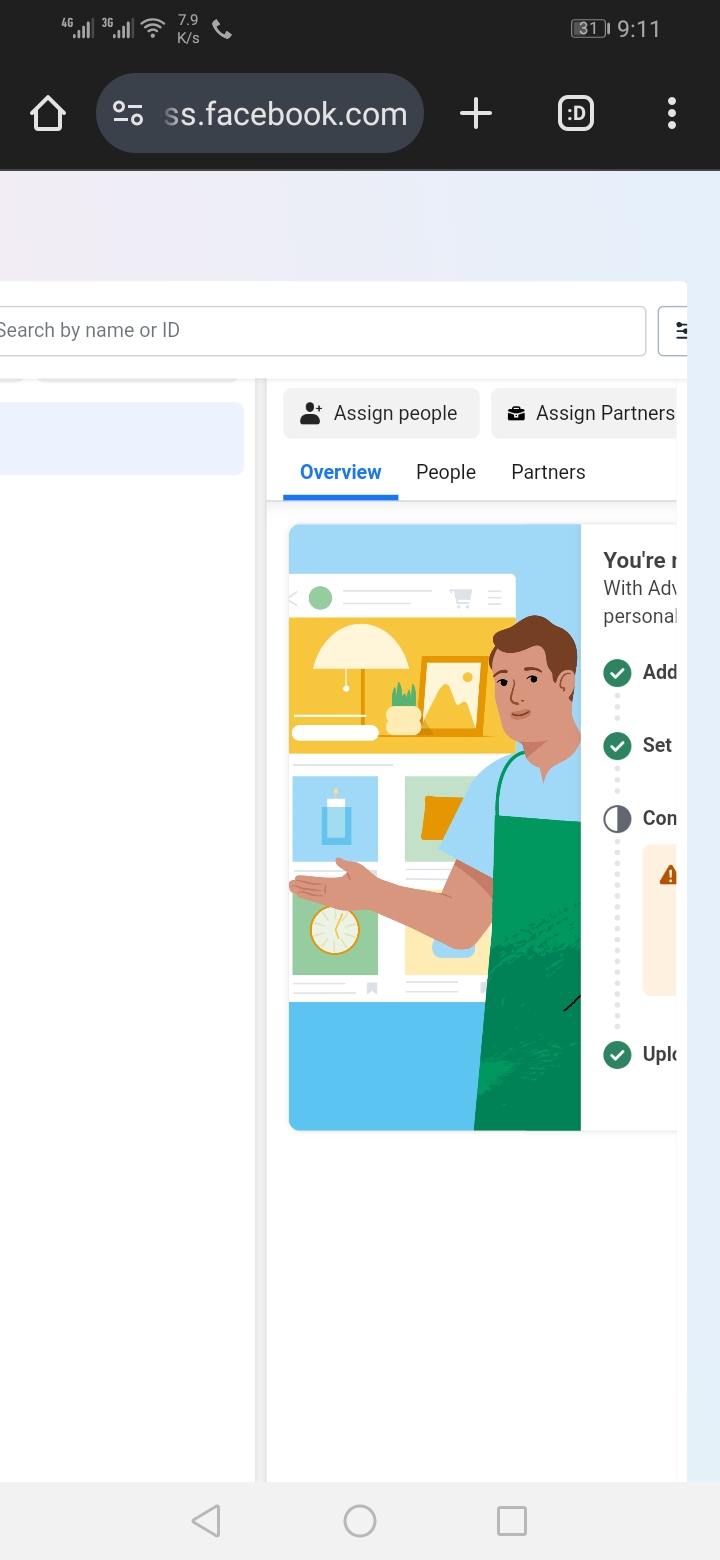 4G 3G 7.9 K/s 31 9:11
ss.facebook.com :D
Search by name or ID
Assign people Assign Partners
Overview People Partners
You're
With Adv
personal
Add
Set
Con
Uplo